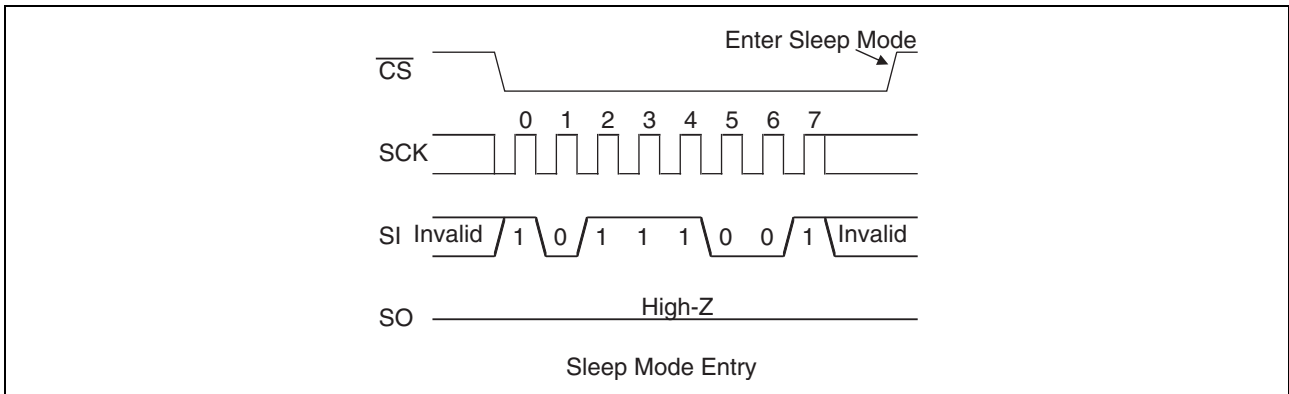 Enter Sleep Mode
CS
0 1 2 3 4 5 6 7
SCK
SI Invalid 1 0 1 1 1 0 0 1 Invalid
High-Z
SO
Sleep Mode Entry